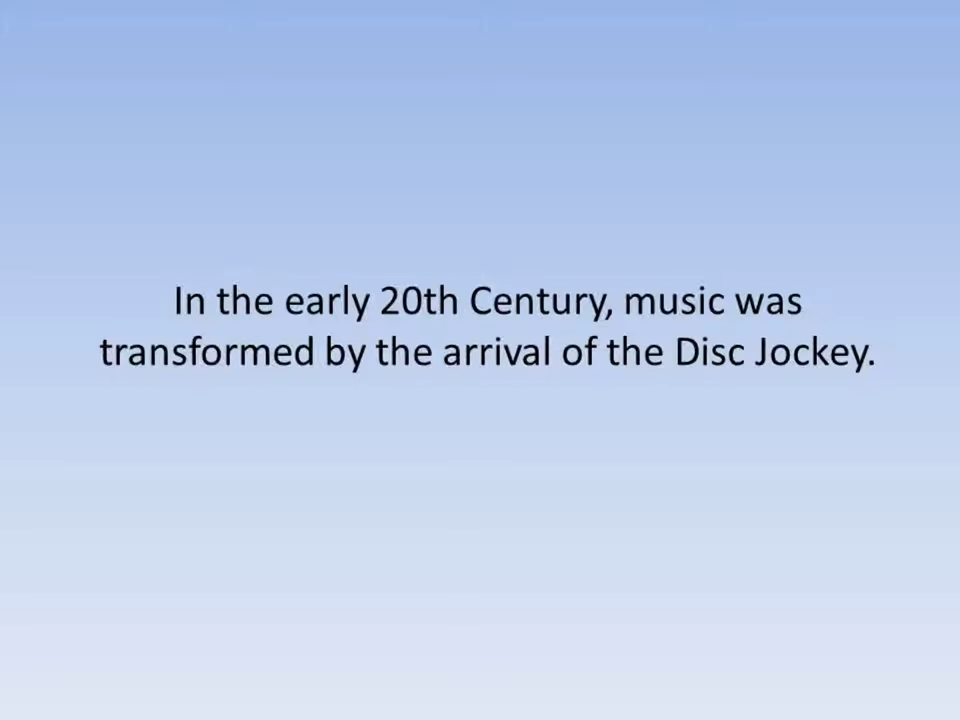 In the early 20th Century, music was
transformed by the arrival of the Disc Jockey.